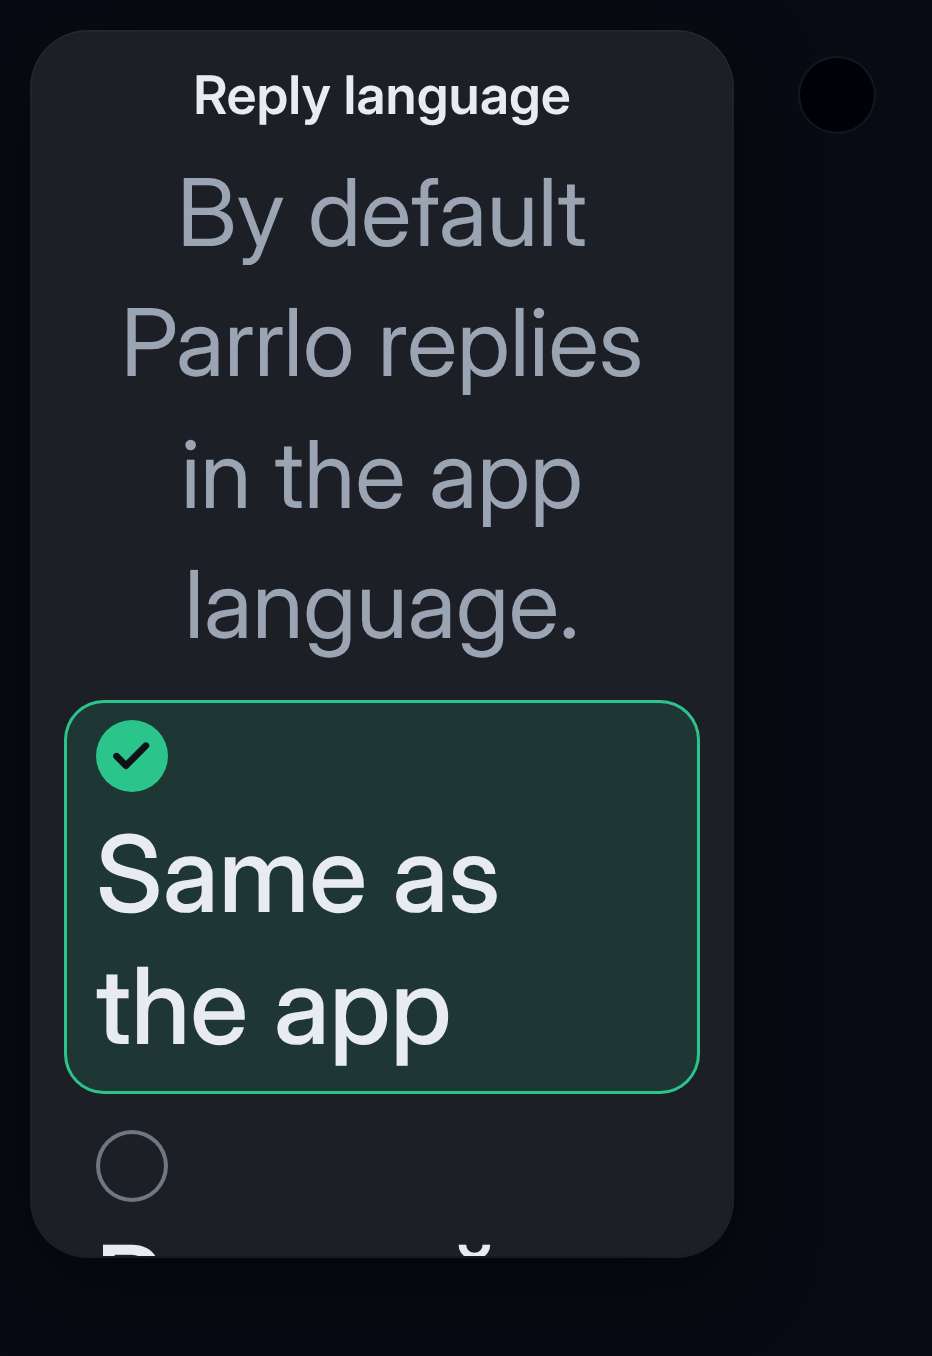 Reply language
By default
Parrlo replies
in the app
language.
Same as
the app